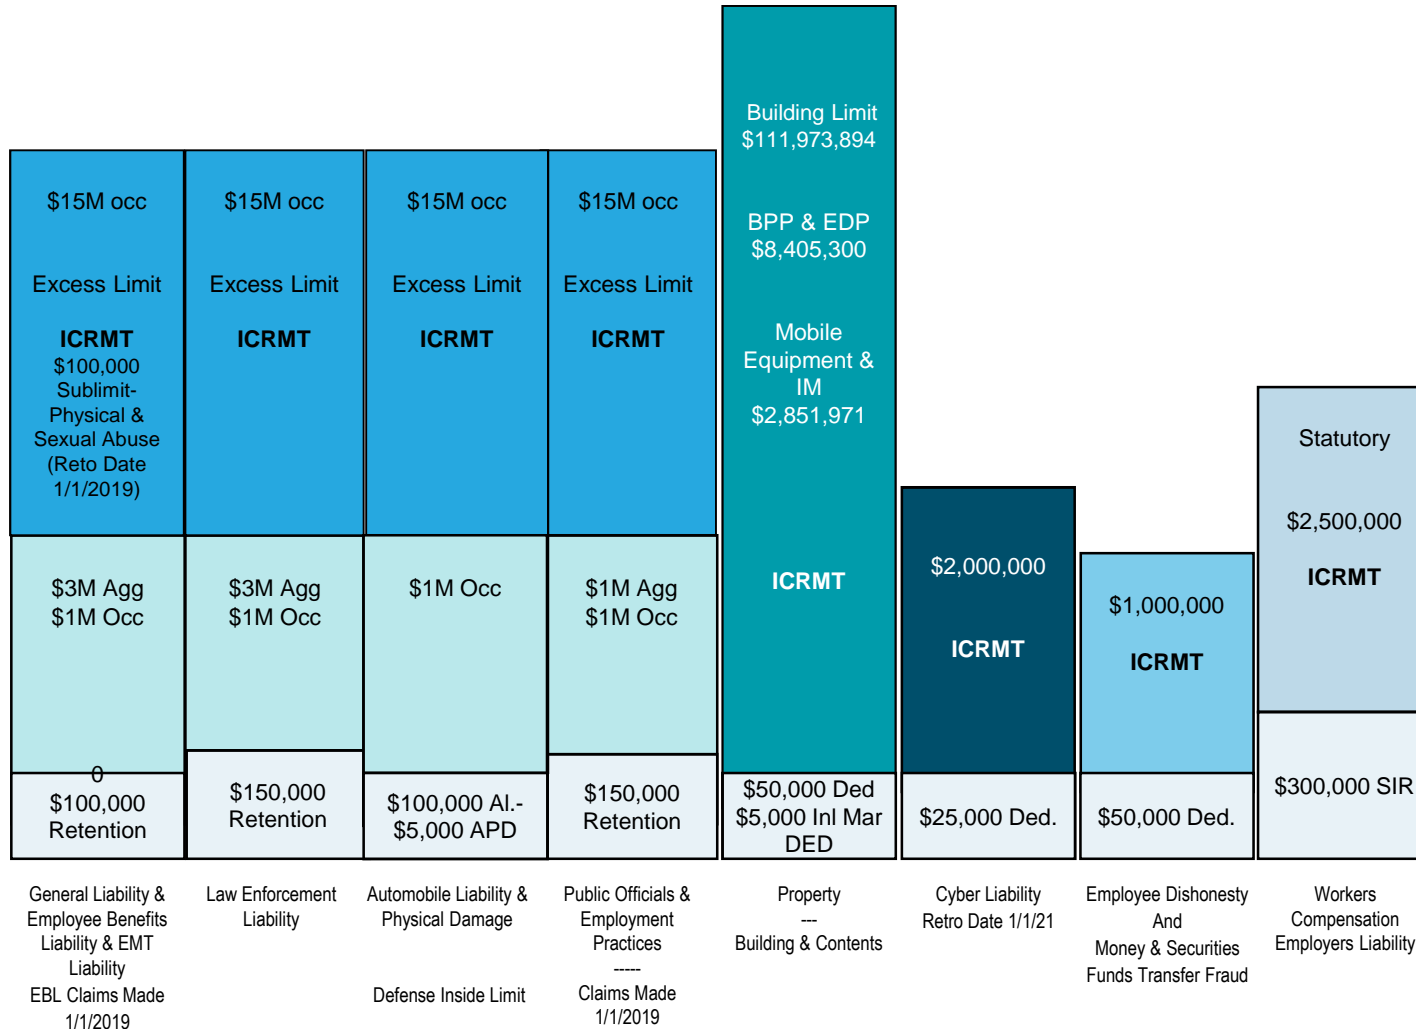 $15M occ
Excess Limit
ICRMT
$100,000
Sublimit-
Physical &
Sexual Abuse
(Reto Date
1/1/2019)
$3M Agg
$1M Occ
0
$100,000
Retention
General Liability &
Employee Benefits
Liability & EMT
Liability
EBL Claims Made
1/1/2019
$15M occ
Excess Limit
ICRMT
$3M Agg
$1M Occ
$150,000
Retention
Law Enforcement
Liability
$15M occ
Excess Limit
ICRMT
$1M Occ
$100,000 Al.-
$5,000 APD
Automobile Liability &
Physical Damage
Defense Inside Limit
$15M occ
Excess Limit
ICRMT
$1M Agg
$1M Occ
$150,000
Retention
Public Officials &
Employment
Practices
-----
Claims Made
1/1/2019
Building Limit
$111,973,894
BPP & EDP
$8,405,300
Mobile
Equipment &
IM
$2,851,971
ICRMT
$50,000 Ded
$5,000 Inl Mar
DED
Property
---
Building & Contents
$2,000,000
ICRMT
$25,000 Ded.
Cyber Liability
Retro Date 1/1/21
$1,000,000
ICRMT
$50,000 Ded.
Employee Dishonesty
And
Money & Securities
Funds Transfer Fraud
Statutory
$2,500,000
ICRMT
$300,000 SIR
Workers
Compensation
Employers Liability